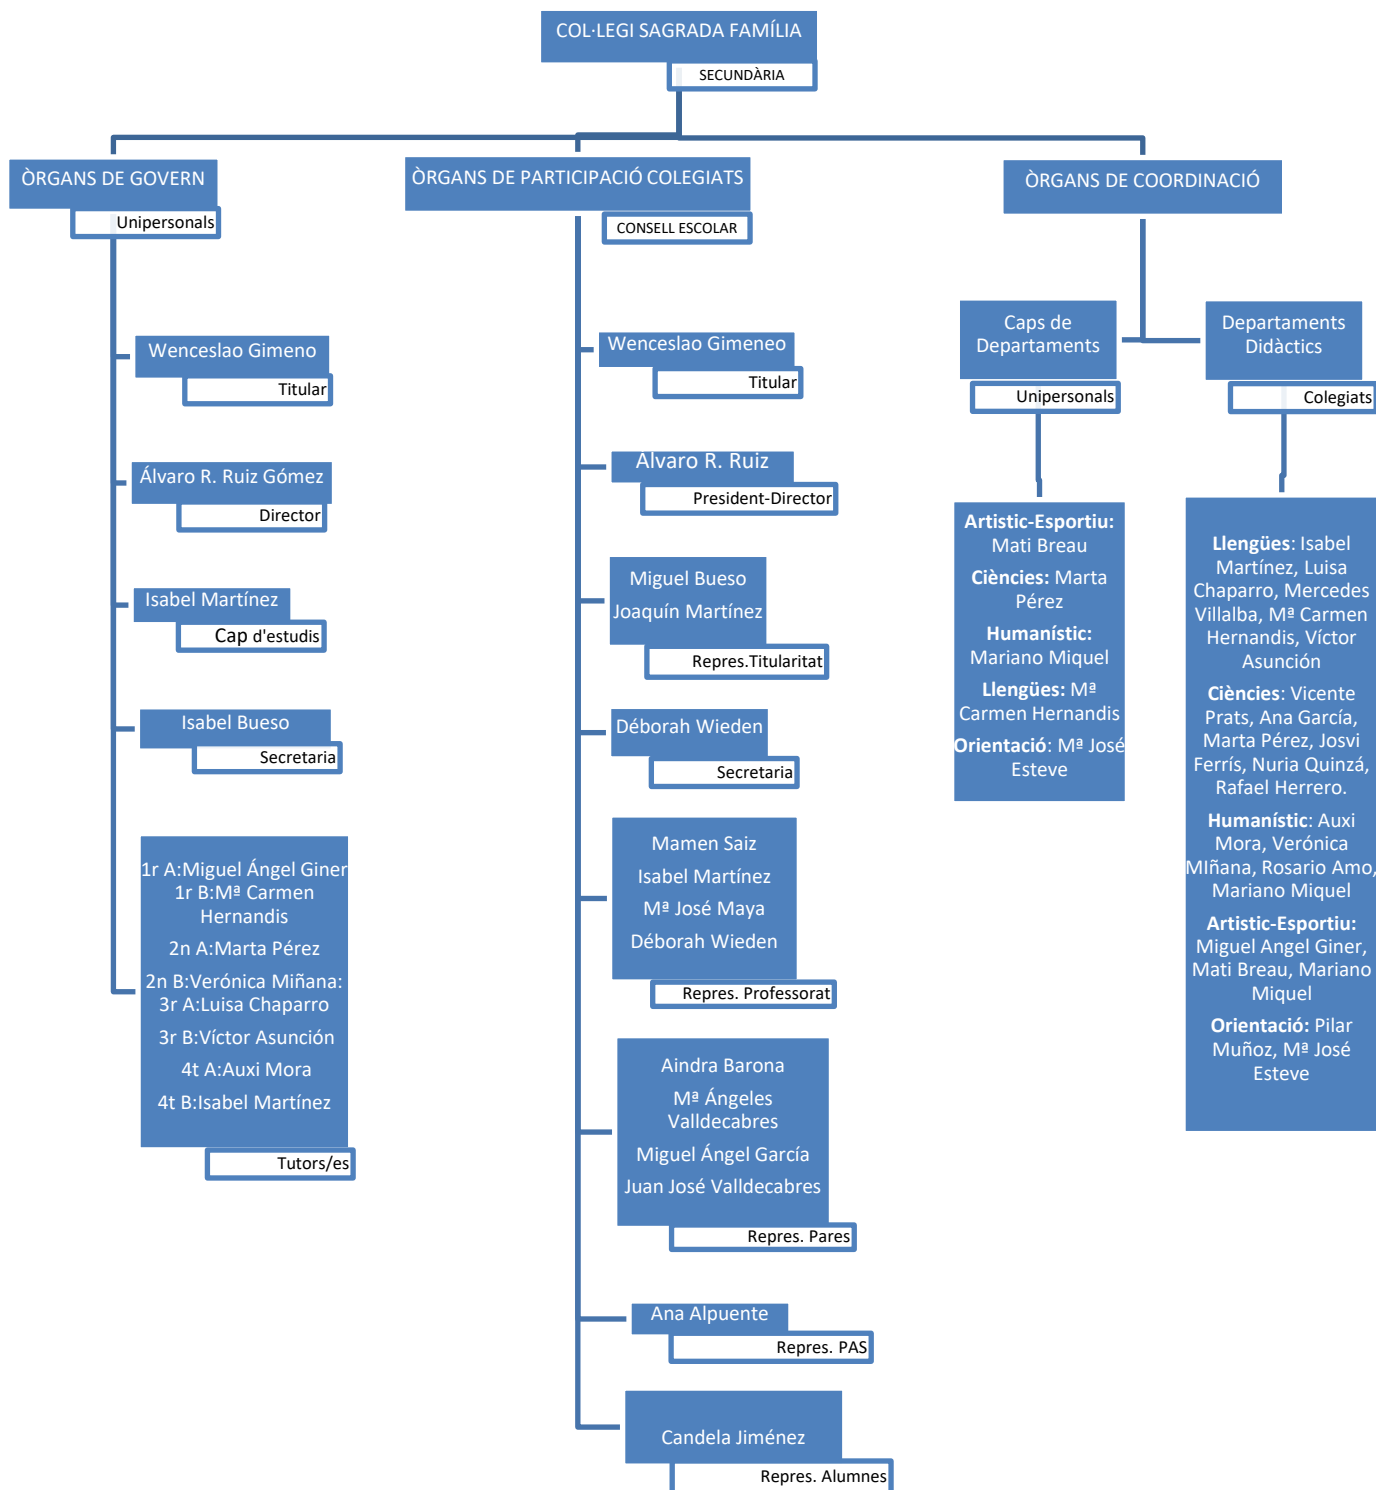 COL·LEGI SAGRADA FAMÍLIA
SECUNDÀRIA
ÒRGANS DE GOVERN
Unipersonals
Wenceslao Gimeno
Titular
Álvaro R. Ruiz Gómez
Director
Isabel Martínez
Cap d'estudis
Isabel Bueso
Secretaria
1r A:Miguel Ángel Giner
1r B:Mª Carmen
Hernandis
2n A:Marta Pérez
2n B:Verónica Miñana:
3r A:Luisa Chaparro
3r B:Víctor Asunción
4t A:Auxi Mora
4t B:Isabel Martínez
Tutors/es
ÒRGANS DE PARTICIPACIÓ COLEGIATS
CONSELL ESCOLAR
Wenceslao Gimeneo
Titular
Álvaro R. Ruiz
President-Director
Miguel Bueso
Joaquín Martínez
Repres.Titularitat
Déborah Wieden
Secretaria
Mamen Saiz
Isabel Martínez
Mª José Maya
Déborah Wieden
Repres. Professorat
Aindra Barona
Mª Ángeles
Valldecabres
Miguel Ángel García
Juan José Valldecabres
Repres. Pares
Ana Alpuente
Repres. PAS
Candela Jiménez
Repres. Alumnes
ÒRGANS DE COORDINACIÓ
Caps de
Departaments
Unipersonals
Artistic-Esportiu:
Mati Breau
Ciències: Marta
Pérez
Humanístic:
Mariano Miquel
Llengües: Mª
Carmen Hernandis
Orientació: Mª José
Esteve
Departaments
Didàctics
Colegiats
Llengües: Isabel
Martínez, Luisa
Chaparro, Mercedes
Villalba, Mª Carmen
Hernandis, Víctor
Asunción
Ciències: Vicente
Prats, Ana García,
Marta Pérez, Josvi
Ferrís, Nuria Quinzá,
Rafael Herrero.
Humanístic: Auxi
Mora, Verónica
MIñana, Rosario Amo,
Mariano Miquel
Artistic-Esportiu:
Miguel Angel Giner,
Mati Breau, Mariano
Miquel
Orientació: Pilar
Muñoz, Mª José
Esteve